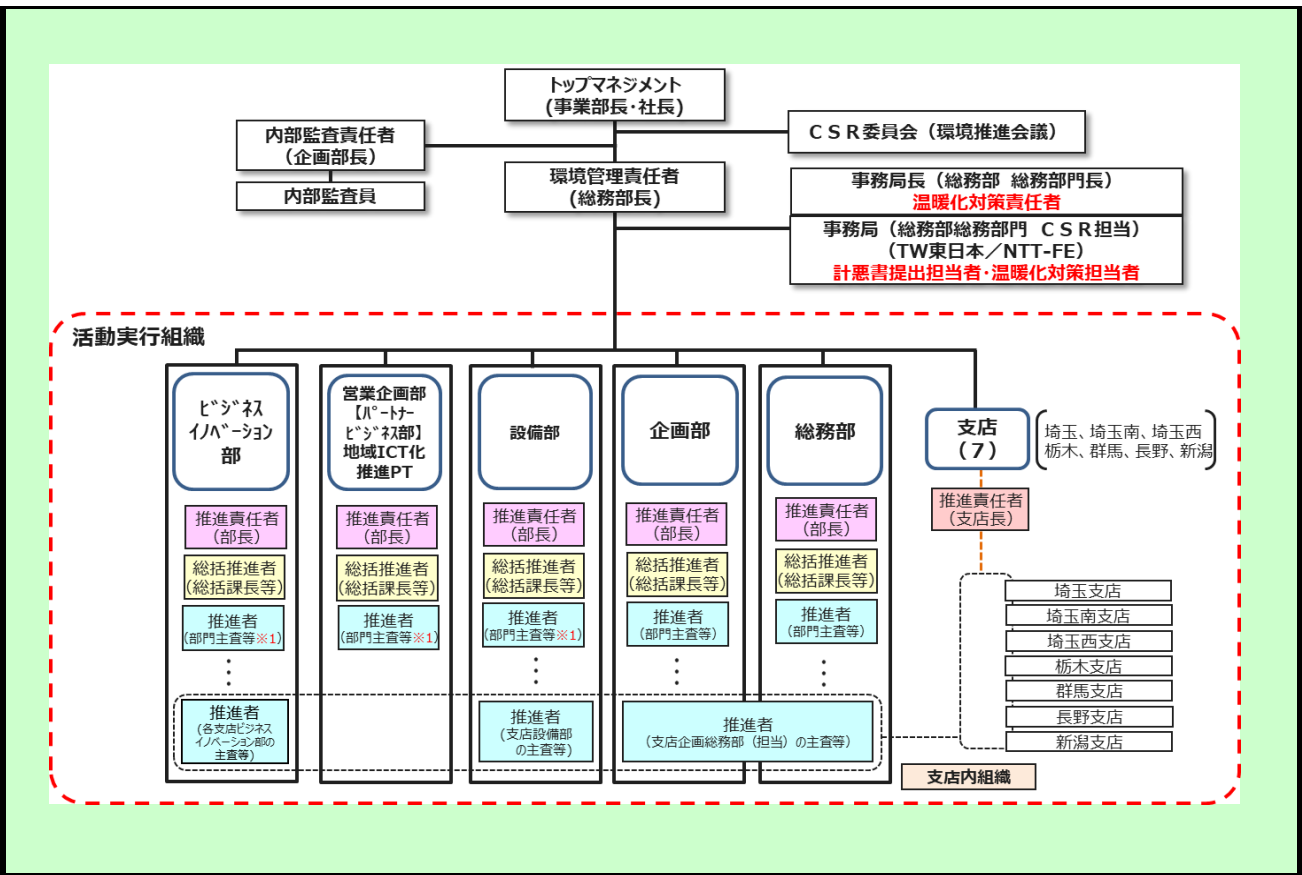 トップマネジメント
(事業部長・社長)
内部監査責任者
(企画部長)
内部監査員
CSR委員会（環境推進会議）
環境管理責任者
(総務部長)
事務局長（総務部 総務部門長）
温暖化対策責任者
事務局（総務部総務部門 CSR担当）
（TW東日本／NTT-FE）
計悪書提出担当者・温暖化対策担当者
活動実行組織
ﾋﾞｼﾞﾈｽ
ｲﾉﾍﾞｰｼｮﾝ
部
推進責任者
(部長)
総括推進者
(総括課長等)
推進者
(部門主査等※1)
⋮
推進者
(各支店ビジネス
イノベーション部の
主査等)
営業企画部
【ﾊﾟｰﾄﾅｰ
ﾋﾞｼﾞﾈｽ部】
地域ICT化
推進PT
推進責任者
(部長)
総括推進者
(総括課長等)
推進者
(部門主査等※1)
⋮
設備部
推進責任者
(部長)
総括推進者
(総括課長等)
推進者
(部門主査等※1)
⋮
推進者
(支店設備部
の主査等)
企画部
推進責任者
(部長)
総括推進者
(総括課長等)
推進者
(部門主査等)
⋮
総務部
推進責任者
(部長)
総括推進者
(総括課長等)
推進者
(部門主査等)
⋮
推進者
(支店企画総務部（担当）の主査等)
支店
（７）
埼玉、埼玉南、埼玉西
栃木、群馬、長野、新潟
推進責任者
(支店長)
埼玉支店
埼玉南支店
埼玉西支店
栃木支店
群馬支店
長野支店
新潟支店
支店内組織